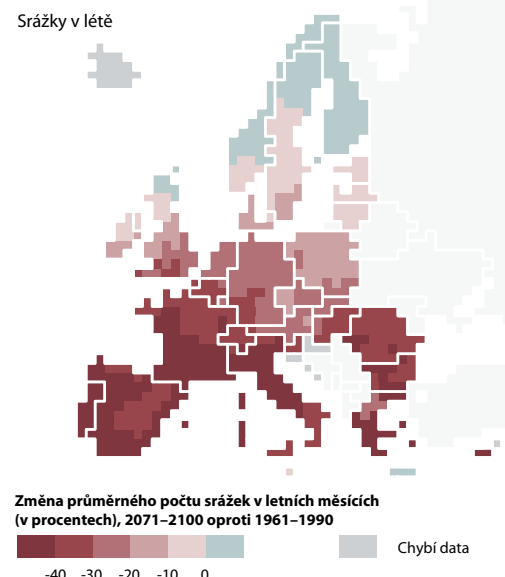 Srážky v létě
Změna průměrného počtu srážek v letních měsících
(v procentech), 2071–2100 oproti 1961–1990
Chybí data
-40 -30 -20 -10 0